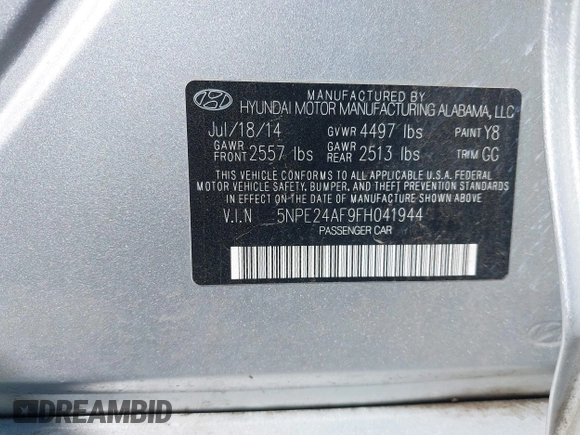 MANUFACTURED BY
HYUNDAI MOTOR MANUFACTURING ALABAMA, LLC
Jul/18/14 GVWR 4497 lbs PAINT Y8
GAWR FRONT 2557 lbs GAWR REAR 2513 lbs TRIM GG
THIS VEHICLE CONFORMS TO ALL APPLICABLE U.S.A. FEDERAL
MOTOR VEHICLE SAFETY, BUMPER, AND THEFT PREVENTION STANDARDS
IN EFFECT ON THE DATE OF MANUFACTURE SHOWN ABOVE
V.I.N 5NPE24AF9FH041944
PASSENGER CAR
DREAMBID